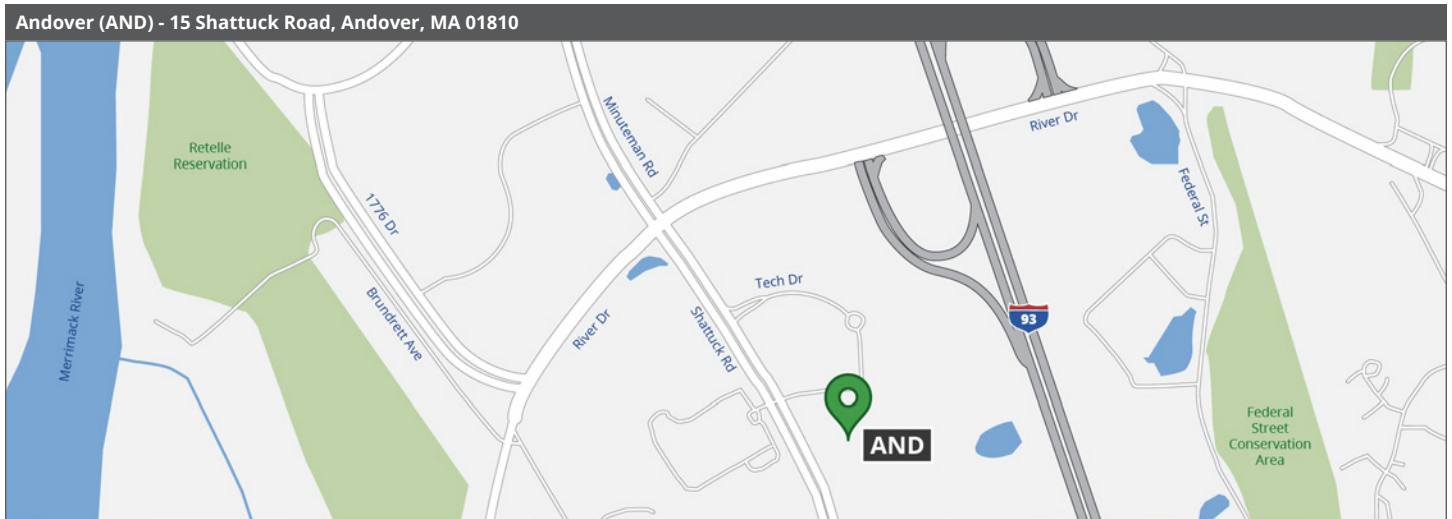 Andover (AND) - 15 Shattuck Road, Andover, MA 01810
Minuteman Rd
River Dr
Retelle
Reservation
1776 Dr
Federal St
Tech Dr
Merrimack River
Brundrett Ave
River Dr
Shattuck Rd
93
AND
Federal
Street
Conservation
Area